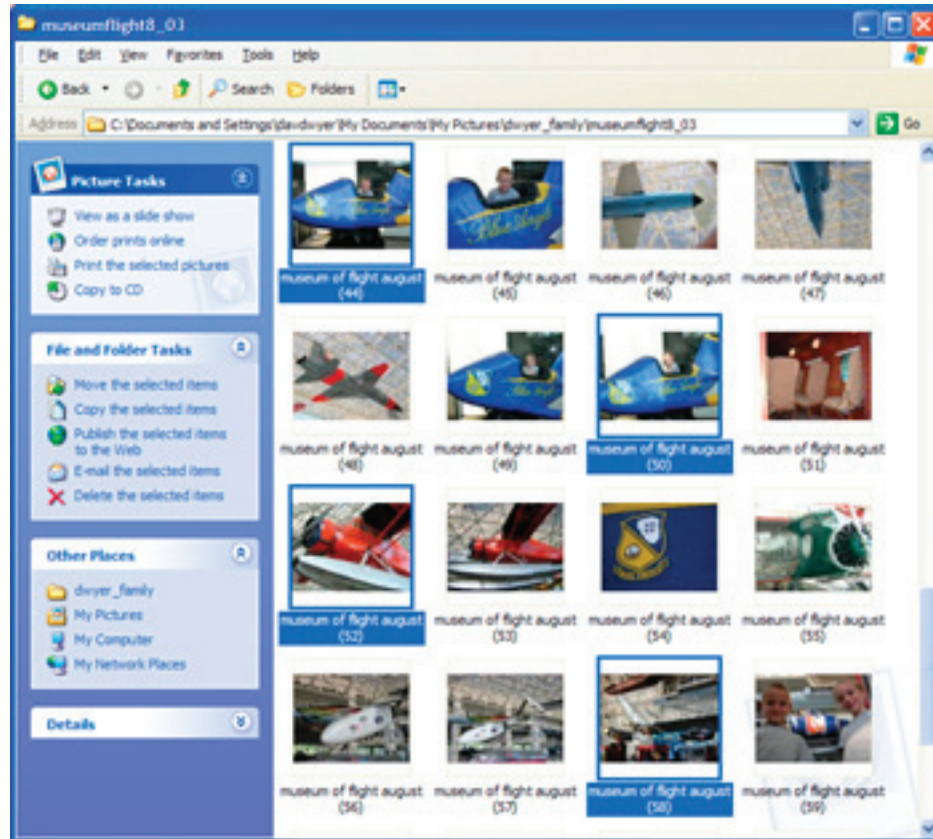 museumflight8_03
File Edit View Favorites Tools Help
Back Search Folders
Address C:\Documents and Settings\davdwyer\My Documents\My Pictures\dwyer_family\museumflight8_03 Go
Picture Tasks
View as a slide show
Order prints online
Print the selected pictures
Copy to CD
File and Folder Tasks
Move the selected items
Copy the selected items
Publish the selected items
to the Web
E-mail the selected items
Delete the selected items
Other Places
dwyer_family
My Pictures
My Computer
My Network Places
Details
museum of flight august
(44)
museum of flight august
(45)
museum of flight august
(46)
museum of flight august
(47)
museum of flight august
(48)
museum of flight august
(49)
museum of flight august
(50)
museum of flight august
(51)
museum of flight august
(52)
museum of flight august
(53)
museum of flight august
(54)
museum of flight august
(55)
museum of flight august
(56)
museum of flight august
(57)
museum of flight august
(58)
museum of flight august
(59)